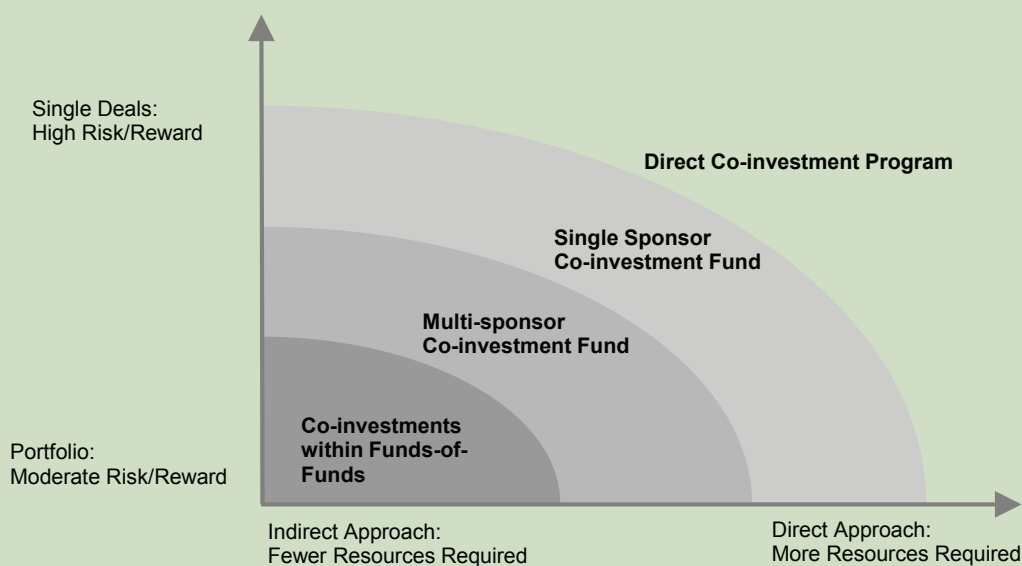 Single Deals:
High Risk/Reward
Direct Co-investment Program
Single Sponsor
Co-investment Fund
Multi-sponsor
Co-investment Fund
Co-investments
within Funds-of-
Funds
Portfolio:
Moderate Risk/Reward
Indirect Approach:
Fewer Resources Required
Direct Approach:
More Resources Required